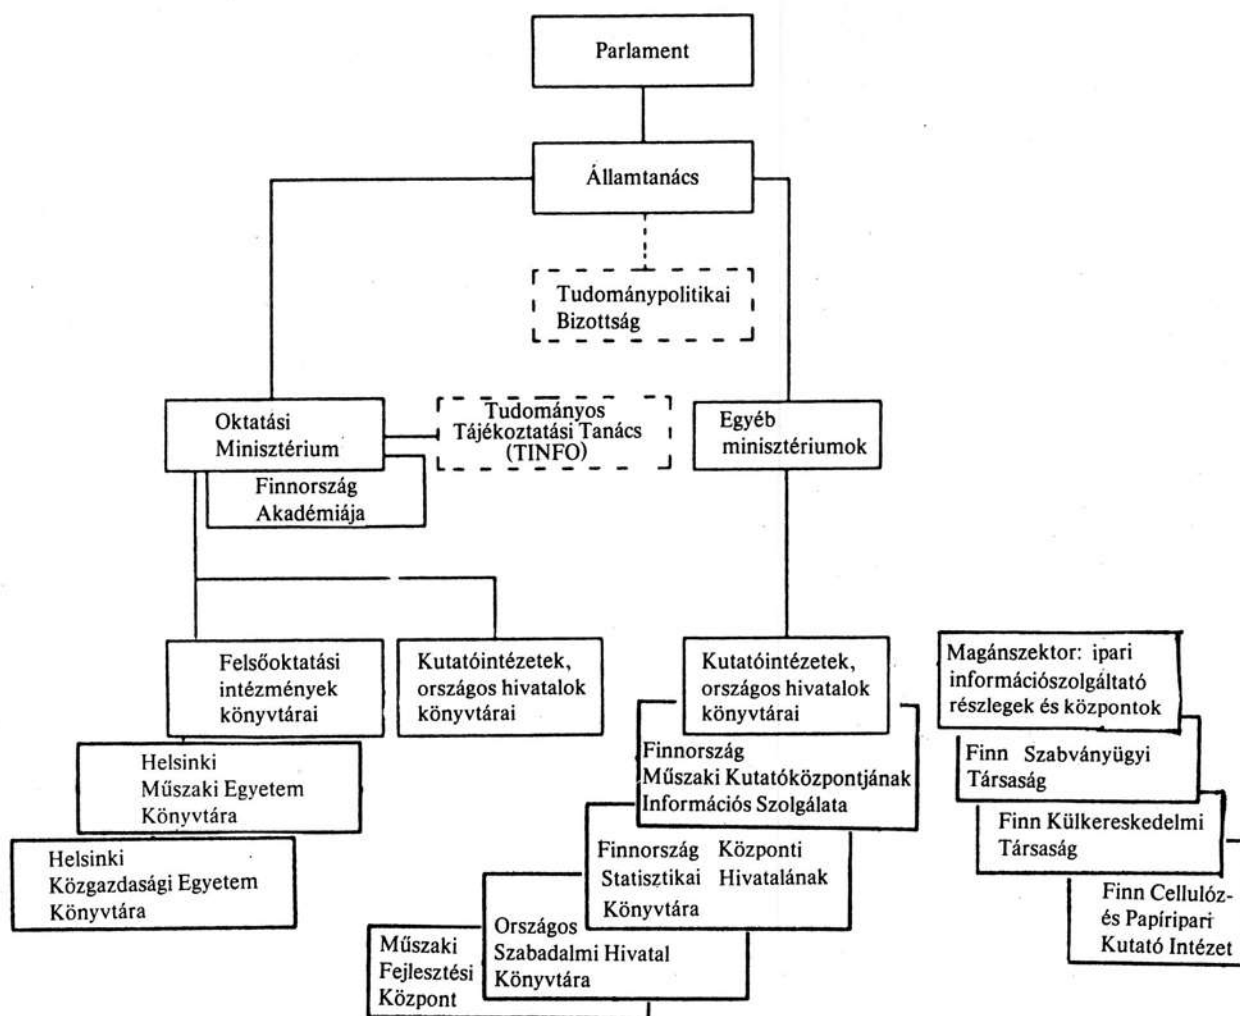 Parlament
Államtanács
Tudománypolitikai
Bizottság
Oktatási
Minisztérium
Tudományos
Tájékoztatási Tanács
(TINFO)
Egyéb
minisztériumok
Finnország
Akadémiája
Felsőoktatási
intézmények
könyvtárai
Kutatóintézetek,
országos hivatalok
könyvtárai
Kutatóintézetek,
országos hivatalok
könyvtárai
Magánszektor: ipari
információszolgáltató
részlegek és központok
Helsinki
Műszaki Egyetem
Könyvtára
Helsinki
Közgazdasági Egyetem
Könyvtára
Finnország
Műszaki Kutatóközpontjának
Információs Szolgálata
Finnország Központi
Statisztikai Hivatalának
Könyvtára
Országos
Szabadalmi Hivatal
Könyvtára
Műszaki
Fejlesztési
Központ
Finn Szabványügyi
Társaság
Finn Külkereskedelmi
Társaság
Finn Cellulóz-
és Papíripari
Kutató Intézet